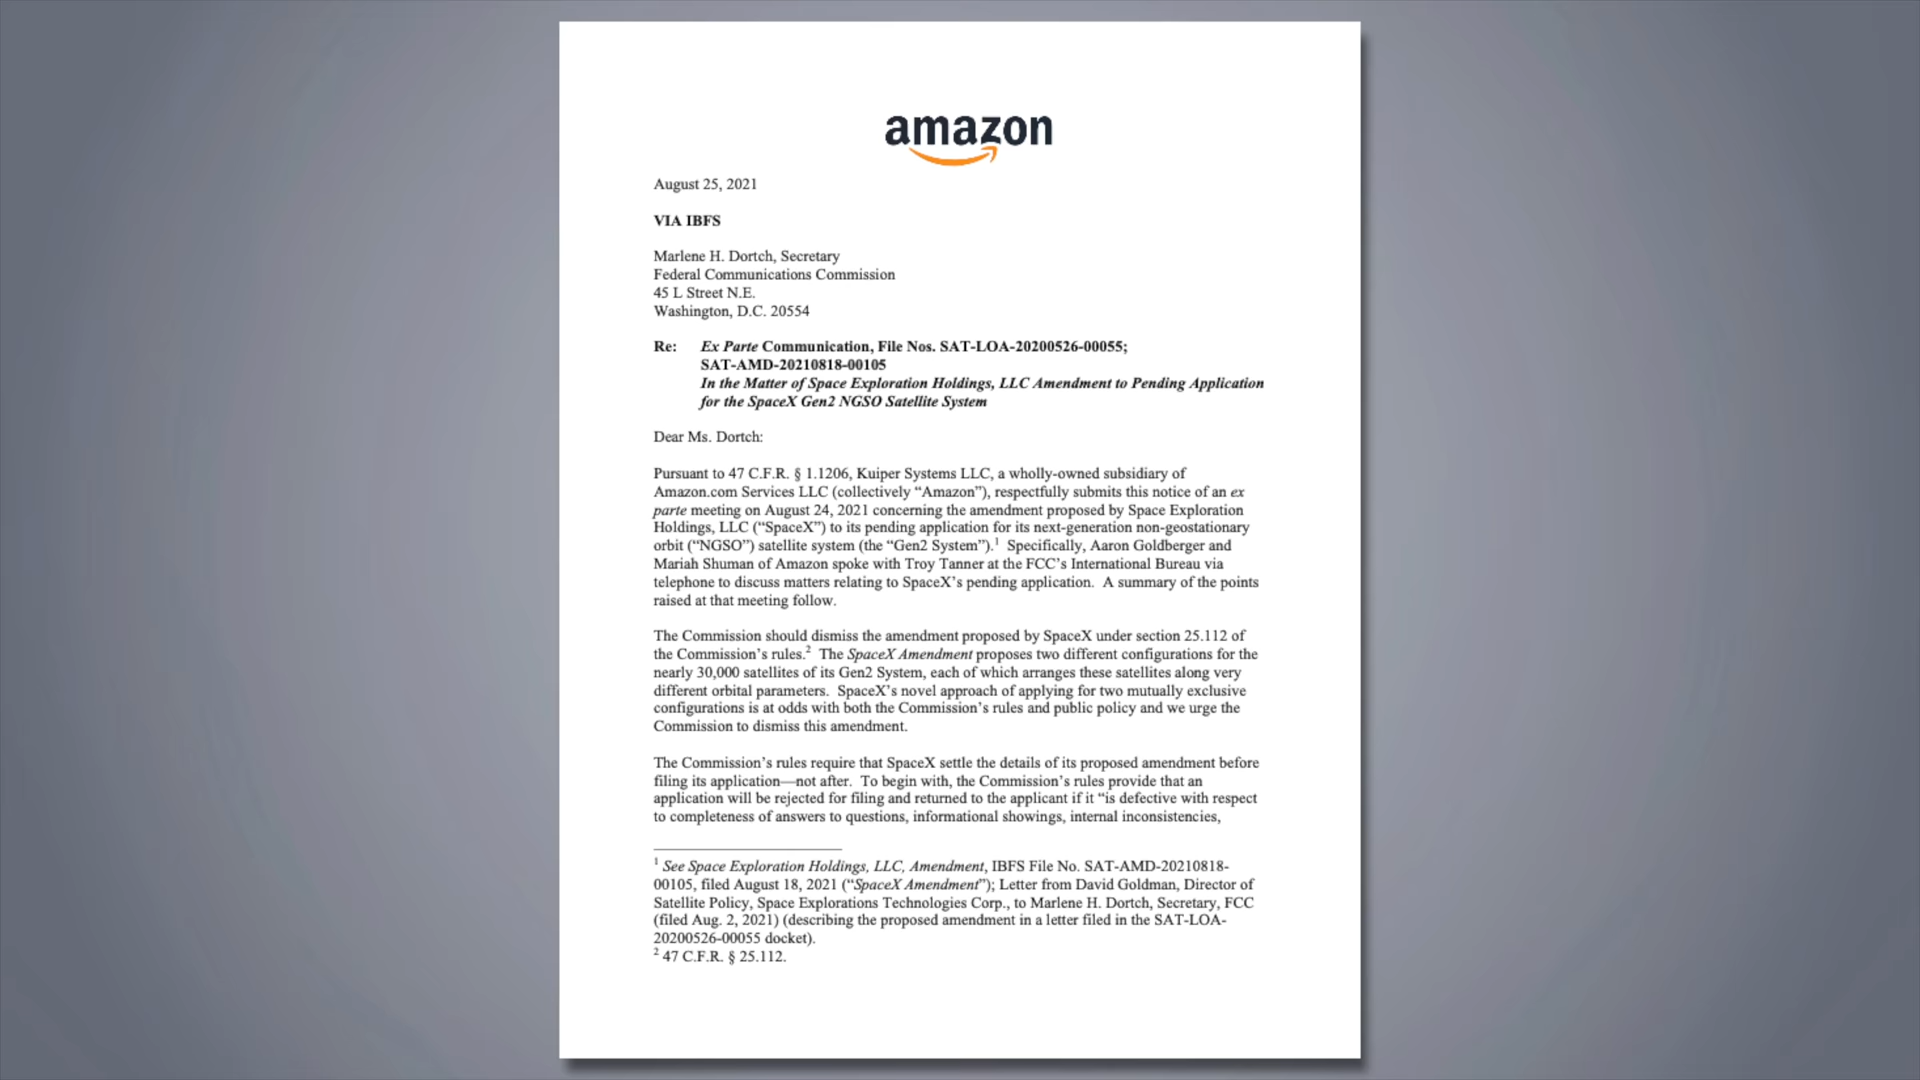 amazon
August 25, 2021
VIA IBFS
Marlene H. Dortch, Secretary
Federal Communications Commission
45 L Street N.E.
Washington, D.C. 20554
Re: Ex Parte Communication, File Nos. SAT-LOA-20200526-00055;
SAT-AMD-20210818-00105
In the Matter of Space Exploration Holdings, LLC Amendment to Pending Application
for the SpaceX Gen2 NGSO Satellite System
Dear Ms. Dortch:
Pursuant to 47 C.F.R. § 1.1206, Kuiper Systems LLC, a wholly-owned subsidiary of
Amazon.com Services LLC (collectively “Amazon”), respectfully submits this notice of an ex
parte meeting on August 24, 2021 concerning the amendment proposed by Space Exploration
Holdings, LLC (“SpaceX”) to its pending application for its next-generation non-geostationary
orbit (“NGSO”) satellite system (the “Gen2 System”).1 Specifically, Aaron Goldberger and
Mariah Shuman of Amazon spoke with Troy Tanner at the FCC’s International Bureau via
telephone to discuss matters relating to SpaceX’s pending application. A summary of the points
raised at that meeting follow.
The Commission should dismiss the amendment proposed by SpaceX under section 25.112 of
the Commission’s rules.2 The SpaceX Amendment proposes two different configurations for the
nearly 30,000 satellites of its Gen2 System, each of which arranges these satellites along very
different orbital parameters. SpaceX’s novel approach of applying for two mutually exclusive
configurations is at odds with both the Commission’s rules and public policy and we urge the
Commission to dismiss this amendment.
The Commission’s rules require that SpaceX settle the details of its proposed amendment before
filing its application—not after. To begin with, the Commission’s rules provide that an
application will be rejected for filing and returned to the applicant if it “is defective with respect
to completeness of answers to questions, informational showings, internal inconsistencies,
1 See Space Exploration Holdings, LLC, Amendment, IBFS File No. SAT-AMD-20210818-
00105, filed August 18, 2021 (“SpaceX Amendment”); Letter from David Goldman, Director of
Satellite Policy, Space Explorations Technologies Corp., to Marlene H. Dortch, Secretary, FCC
(filed Aug. 2, 2021) (describing the proposed amendment in a letter filed in the SAT-LOA-
20200526-00055 docket).
2 47 C.F.R. § 25.112.